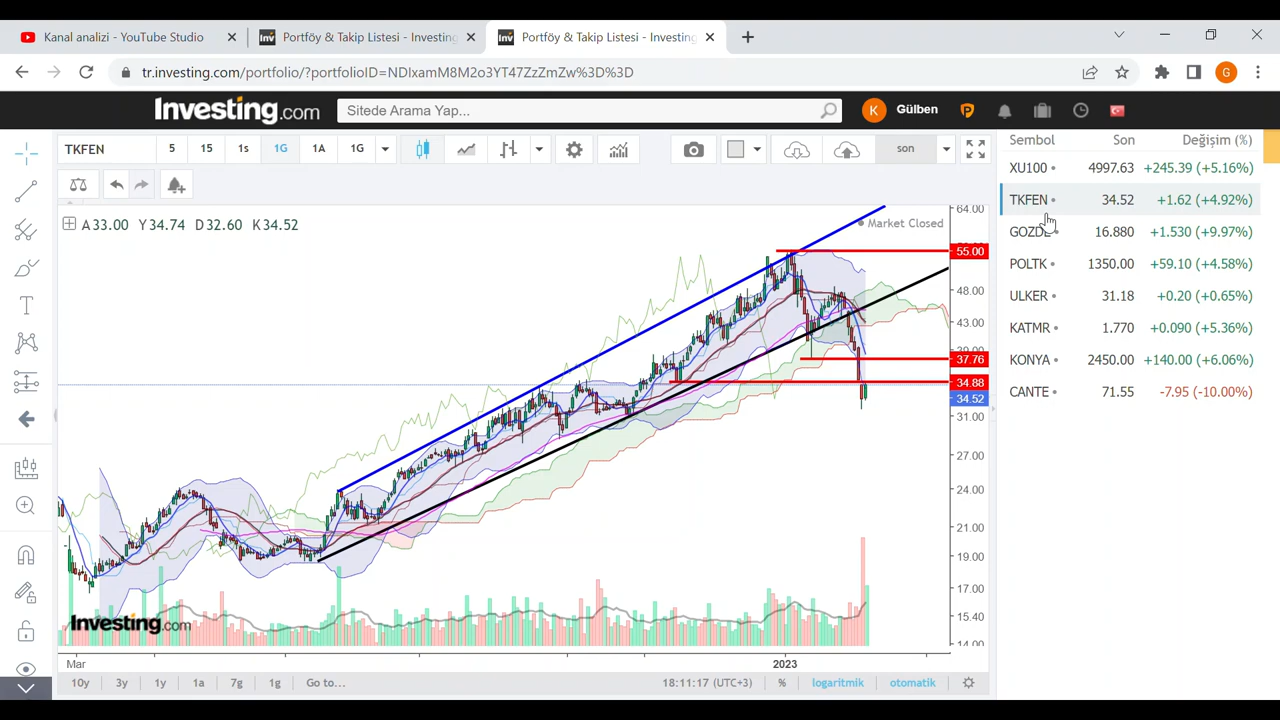 Kanal analizi - YouTube Studio
Portföy & Takip Listesi - Investing
Portföy & Takip Listesi - Investing
tr.investing.com/portfolio/?portfolioID=NDIxamM8M2o3YT47ZzZmZw%3D%3D
G
Investing.com
Sitede Arama Yap...
K
Gülben
TKFEN
5
15
1s
1G
1A
1G
son
A33.00 Y34.74 D32.60 K34.52
Market Closed
64.00
55.00
48.00
43.00
39.00
37.76
34.88
34.52
31.00
27.00
24.00
21.00
19.00
17.00
15.40
14.00
Investing.com
Mar
2023
10y
3y
1y
1a
7g
1g
Go to...
18:11:17 (UTC+3)
%
logaritmik
otomatik
Sembol Son Değişim (%)
XU100 4997.63 +245.39 (+5.16%)
TKFEN 34.52 +1.62 (+4.92%)
GOZDE 16.880 +1.530 (+9.97%)
POLTK 1350.00 +59.10 (+4.58%)
ULKER 31.18 +0.20 (+0.65%)
KATMR 1.770 +0.090 (+5.36%)
KONYA 2450.00 +140.00 (+6.06%)
CANTE 71.55 -7.95 (-10.00%)